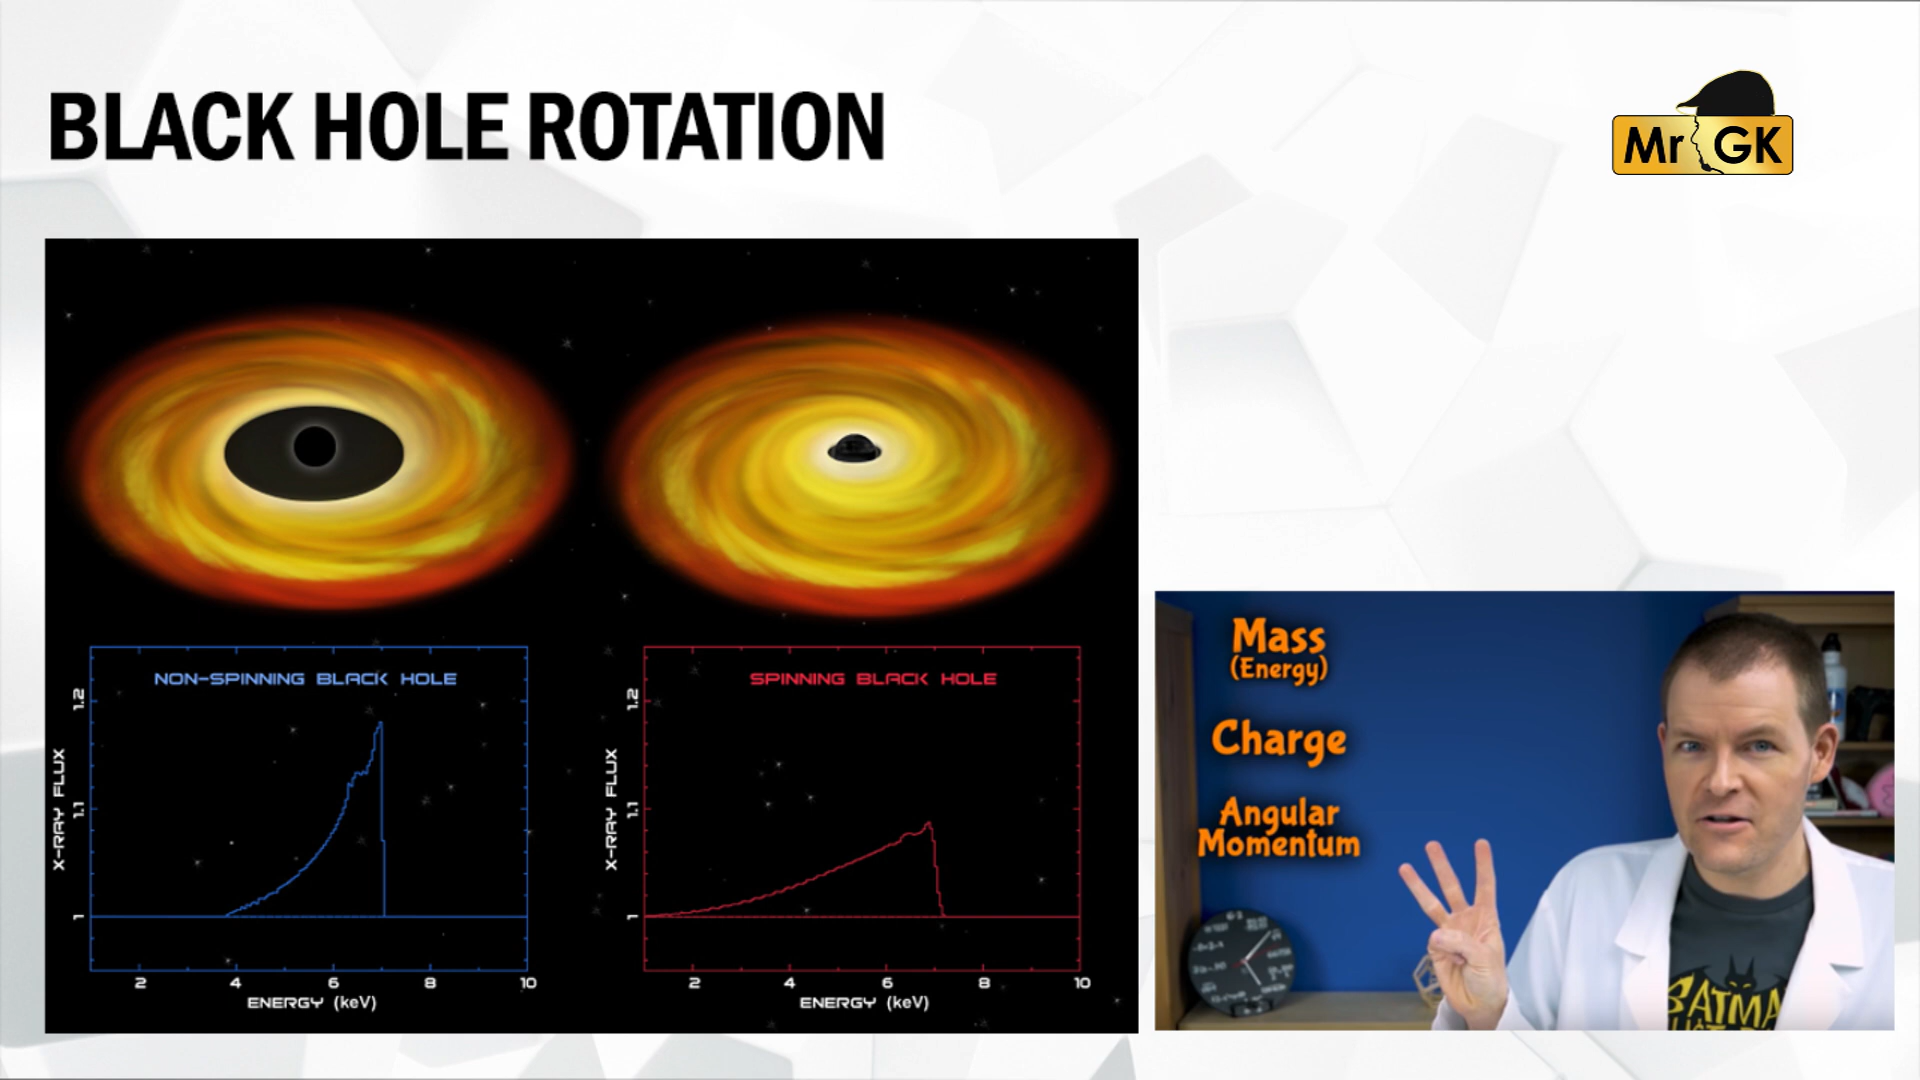 BLACK HOLE ROTATION
Mr GK
NON-SPINNING BLACK HOLE
1.2
1.1
1
X-RAY FLUX
2 4 6 8 10
ENERGY (keV)
SPINNING BLACK HOLE
1.2
1.1
1
X-RAY FLUX
2 4 6 8 10
ENERGY (keV)
Mass
(Energy)
Charge
Angular
Momentum